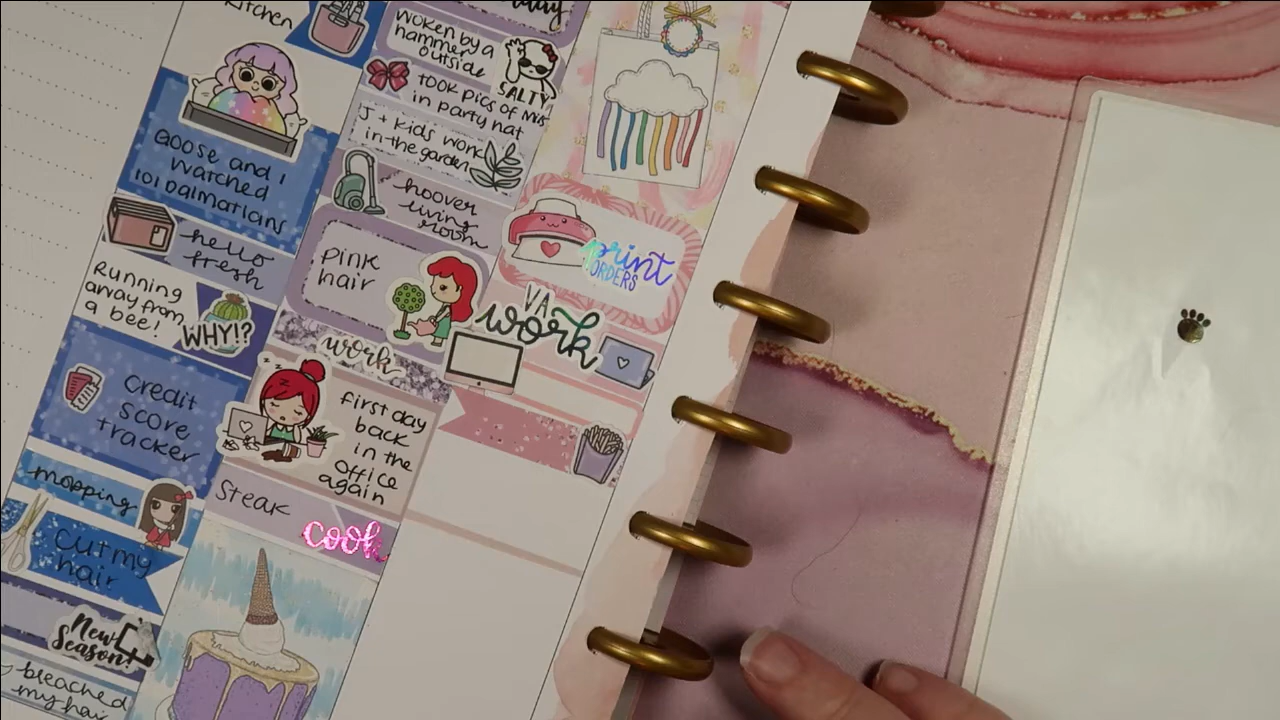 kitchen
Goose and I
watched
101 Dalmatians
hello
fresh
Running
away from
a bee!
WHY!?
credit
score
tracker
mopping
cut my
hair
New
Season!
bleached
my hair
Woken by a
hammer
outside
SALTY
took pics of
in party hat
J + kids work
in the garden
hoover
living
room
Pink
hair
work
first day
back
in the
office
again
Steak
cook
print
ORDERS
VA
work